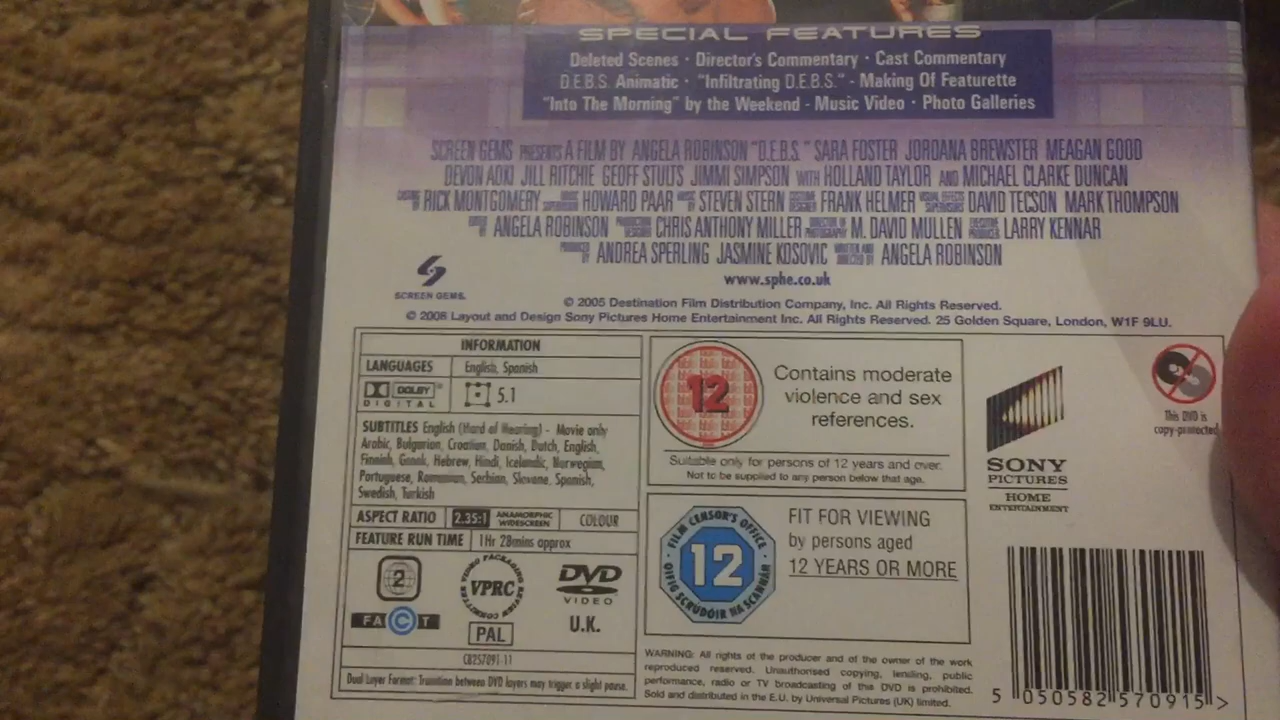 SPECIAL FEATURES
Deleted Scenes · Director's Commentary · Cast Commentary
D.E.B.S. Animatic · "Infiltrating D.E.B.S." - Making Of Featurette
"Into The Morning" by the Weekend - Music Video · Photo Galleries
SCREEN GEMS PRESENTS A FILM BY ANGELA ROBINSON "D.E.B.S." SARA FOSTER JORDANA BREWSTER MEAGAN GOOD
DEVON AOKI JILL RITCHIE GEOFF STULTS JIMMI SIMPSON WITH HOLLAND TAYLOR AND MICHAEL CLARKE DUNCAN
RICK MONTGOMERY HOWARD PAAR STEVEN STERN FRANK HELMER DAVID TECSON MARK THOMPSON
ANGELA ROBINSON CHRIS ANTHONY MILLER M. DAVID MULLEN LARRY KENNAR
ANDREA SPERLING JASMINE KOSOVIC ANGELA ROBINSON
www.sphe.co.uk
SCREEN GEMS
© 2005 Destination Film Distribution Company, Inc. All Rights Reserved.
© 2008 Layout and Design Sony Pictures Home Entertainment Inc. All Rights Reserved. 25 Golden Square, London, W1F 9LU.
INFORMATION
LANGUAGES English, Spanish
DOLBY DIGITAL 5.1
SUBTITLES English (Hard of Hearing) - Movie only
Arabic, Bulgarian, Croatian, Danish, Dutch, English,
Finnish, Greek, Hebrew, Hindi, Icelandic, Norwegian,
Portuguese, Romanian, Serbian, Slovene, Spanish,
Swedish, Turkish
ASPECT RATIO 2.35:1 ANAMORPHIC WIDESCREEN COLOUR
FEATURE RUN TIME 1Hr 28mins approx
2
VIDEO PACKAGING REVIEW COMMITTEE
VPRC
DVD
VIDEO
FACT
PAL
U.K.
CB257091-11
Dual Layer Format: Transition between DVD layers may trigger a slight pause.
12
Contains moderate
violence and sex
references.
Suitable only for persons of 12 years and over.
Not to be supplied to any person below that age.
FILM CENSOR'S OFFICE
12
OIFIG SCRÚDÓIR NA SCANNÁN
FIT FOR VIEWING
by persons aged
12 YEARS OR MORE
WARNING: All rights of the producer and of the owner of the work
reproduced reserved. Unauthorised copying, lending, public
performance, radio or TV broadcasting of this DVD is prohibited.
Sold and distributed in the E.U. by Universal Pictures (UK) limited.
SONY
PICTURES
HOME
ENTERTAINMENT
This DVD is
copy-protected
5 050582 570915 >